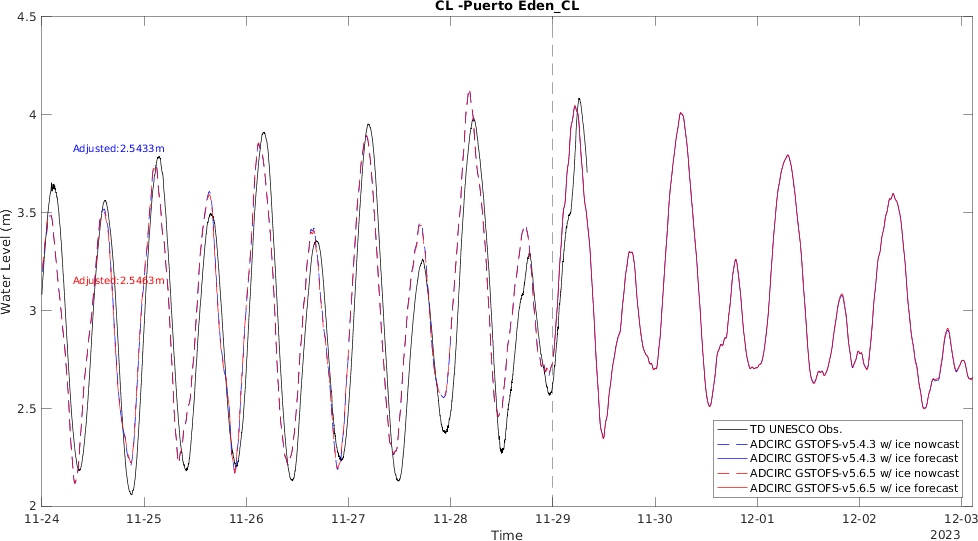 CL -Puerto Eden_CL
4.5
4
3.5
3
2.5
2
Water Level (m)
Adjusted:2.5433m
Adjusted:2.5463m
TD UNESCO Obs.
ADCIRC GSTOFS-v5.4.3 w/ ice nowcast
ADCIRC GSTOFS-v5.4.3 w/ ice forecast
ADCIRC GSTOFS-v5.6.5 w/ ice nowcast
ADCIRC GSTOFS-v5.6.5 w/ ice forecast
11-24 11-25 11-26 11-27 11-28 11-29 11-30 12-01 12-02 12-03
2023
Time